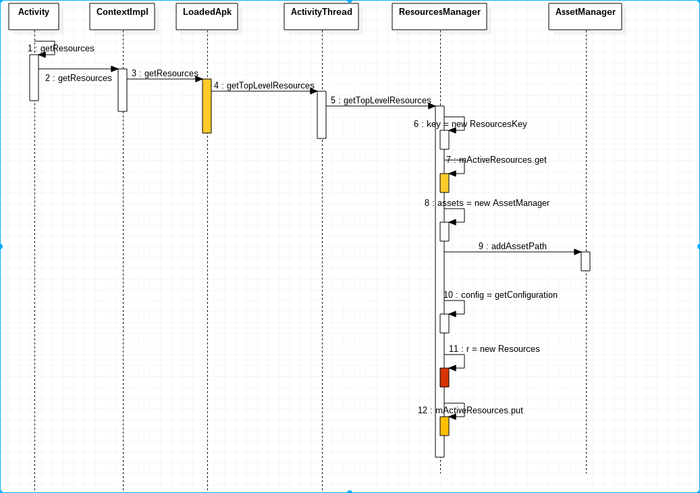 Activity
ContextImpl
LoadedApk
ActivityThread
ResourcesManager
AssetManager
1 : getResources
2 : getResources
3 : getResources
4 : getTopLevelResources
5 : getTopLevelResources
6 : key = new ResourcesKey
7 : mActiveResources.get
8 : assets = new AssetManager
9 : addAssetPath
10 : config = getConfiguration
11 : r = new Resources
12 : mActiveResources.put